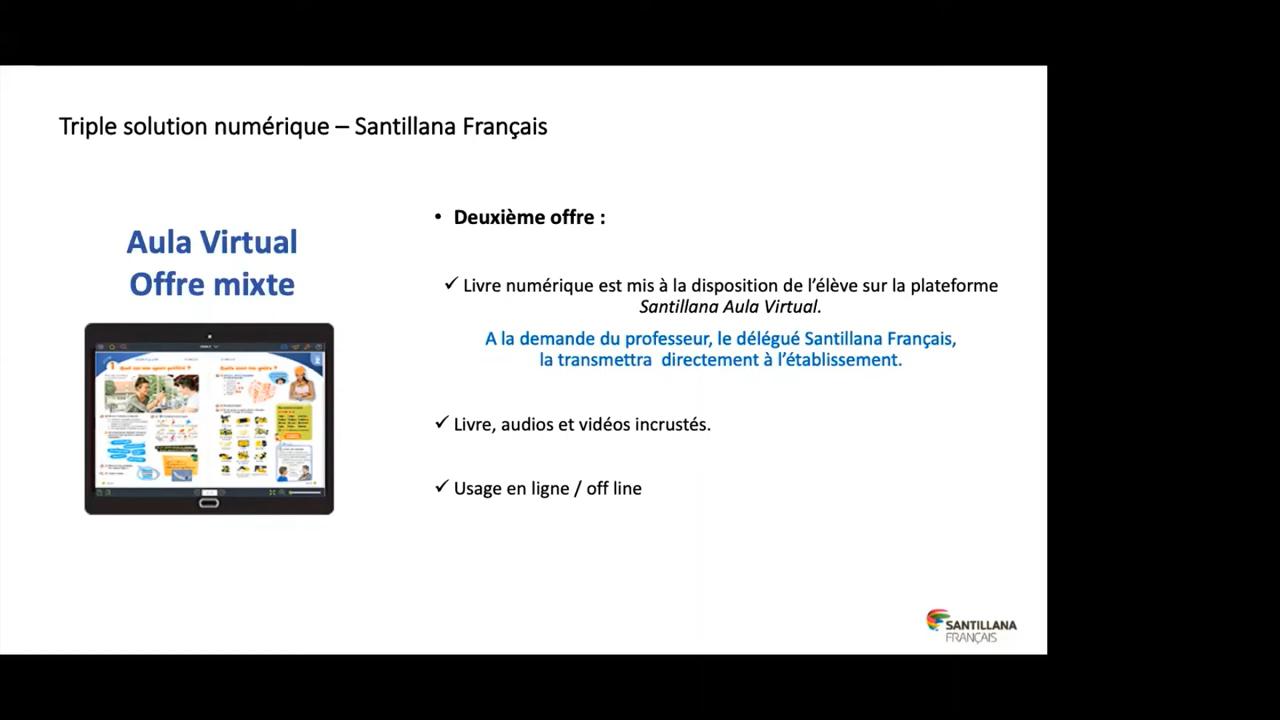 Triple solution numérique – Santillana Français
Aula Virtual
Offre mixte
• Deuxième offre :
✓ Livre numérique est mis à la disposition de l’élève sur la plateforme
Santillana Aula Virtual.
A la demande du professeur, le délégué Santillana Français,
la transmettra directement à l’établissement.
✓ Livre, audios et vidéos incrustés.
✓ Usage en ligne / off line
SANTILLANA
FRANÇAIS